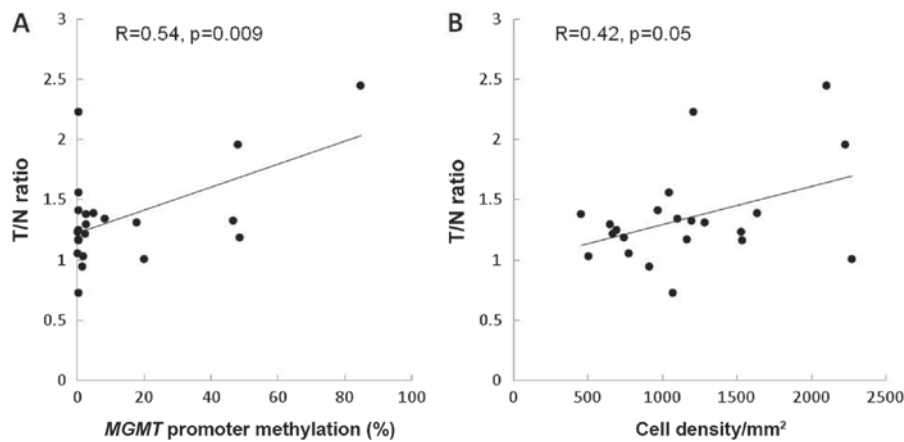 A
R=0.54, p=0.009
T/N ratio
3
2.5
2
1.5
1
0.5
0
0 20 40 60 80 100
MGMT promoter methylation (%)
B
R=0.42, p=0.05
T/N ratio
3
2.5
2
1.5
1
0.5
0
0 500 1000 1500 2000 2500
Cell density/mm²